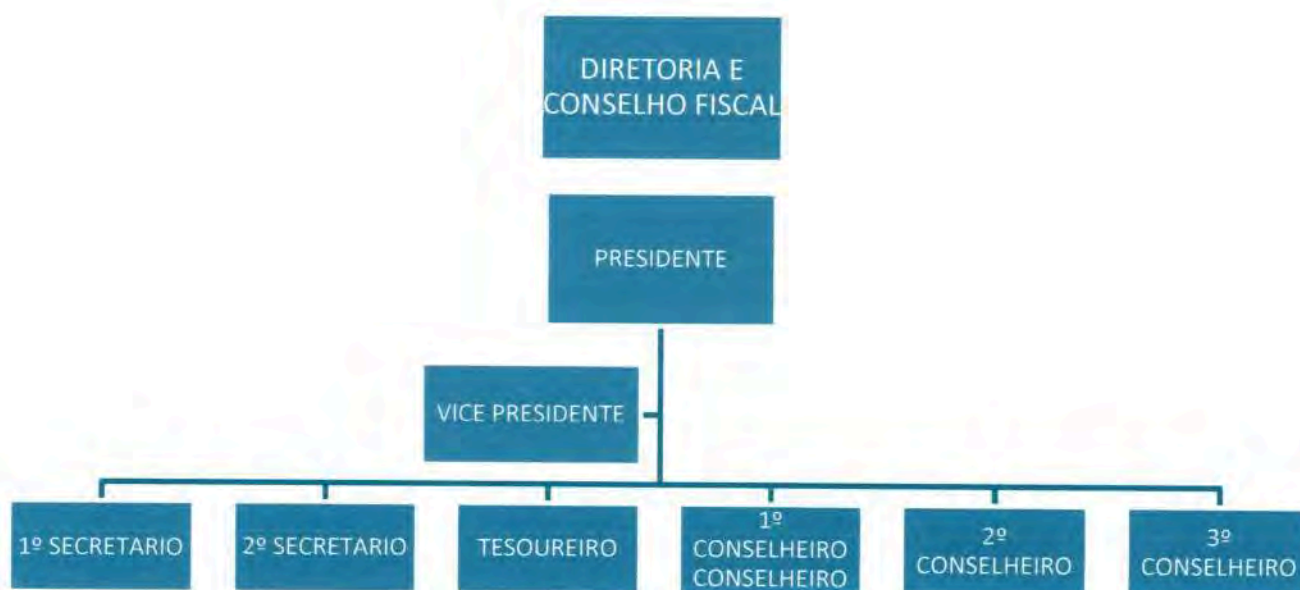 DIRETORIA E
CONSELHO FISCAL
PRESIDENTE
VICE PRESIDENTE
1º SECRETARIO
2º SECRETARIO
TESOUREIRO
1º
CONSELHEIRO
CONSELHEIRO
2º
CONSELHEIRO
3º
CONSELHEIRO